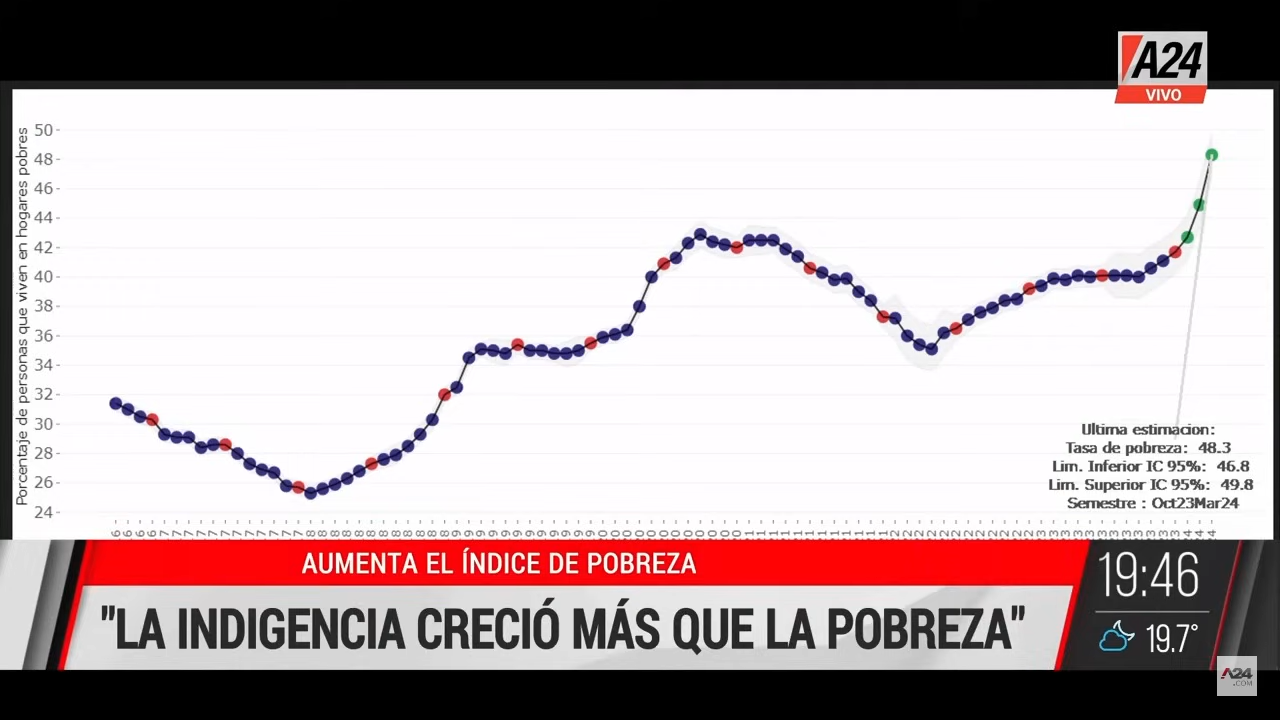 A24
VIVO
Porcentaje de personas que viven en hogares pobres
50
48
46
44
42
40
38
36
34
32
30
28
26
24
Ultima estimacion:
Tasa de pobreza: 48.3
Lim. Inferior IC 95%: 46.8
Lim. Superior IC 95%: 49.8
Semestre : Oct23Mar24
AUMENTA EL ÍNDICE DE POBREZA
"LA INDIGENCIA CRECIÓ MÁS QUE LA POBREZA"
19:46
19.7°
A24
.COM